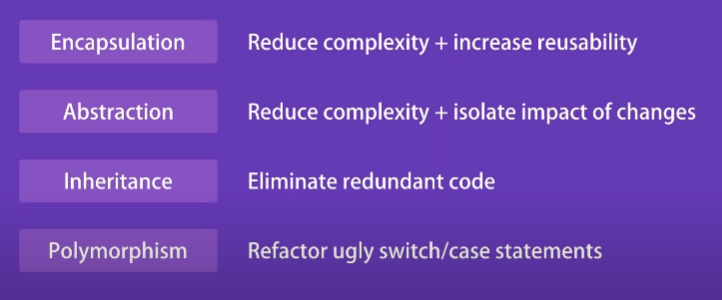 Encapsulation Reduce complexity + increase reusability
Abstraction Reduce complexity + isolate impact of changes
Inheritance Eliminate redundant code
Polymorphism Refactor ugly switch/case statements